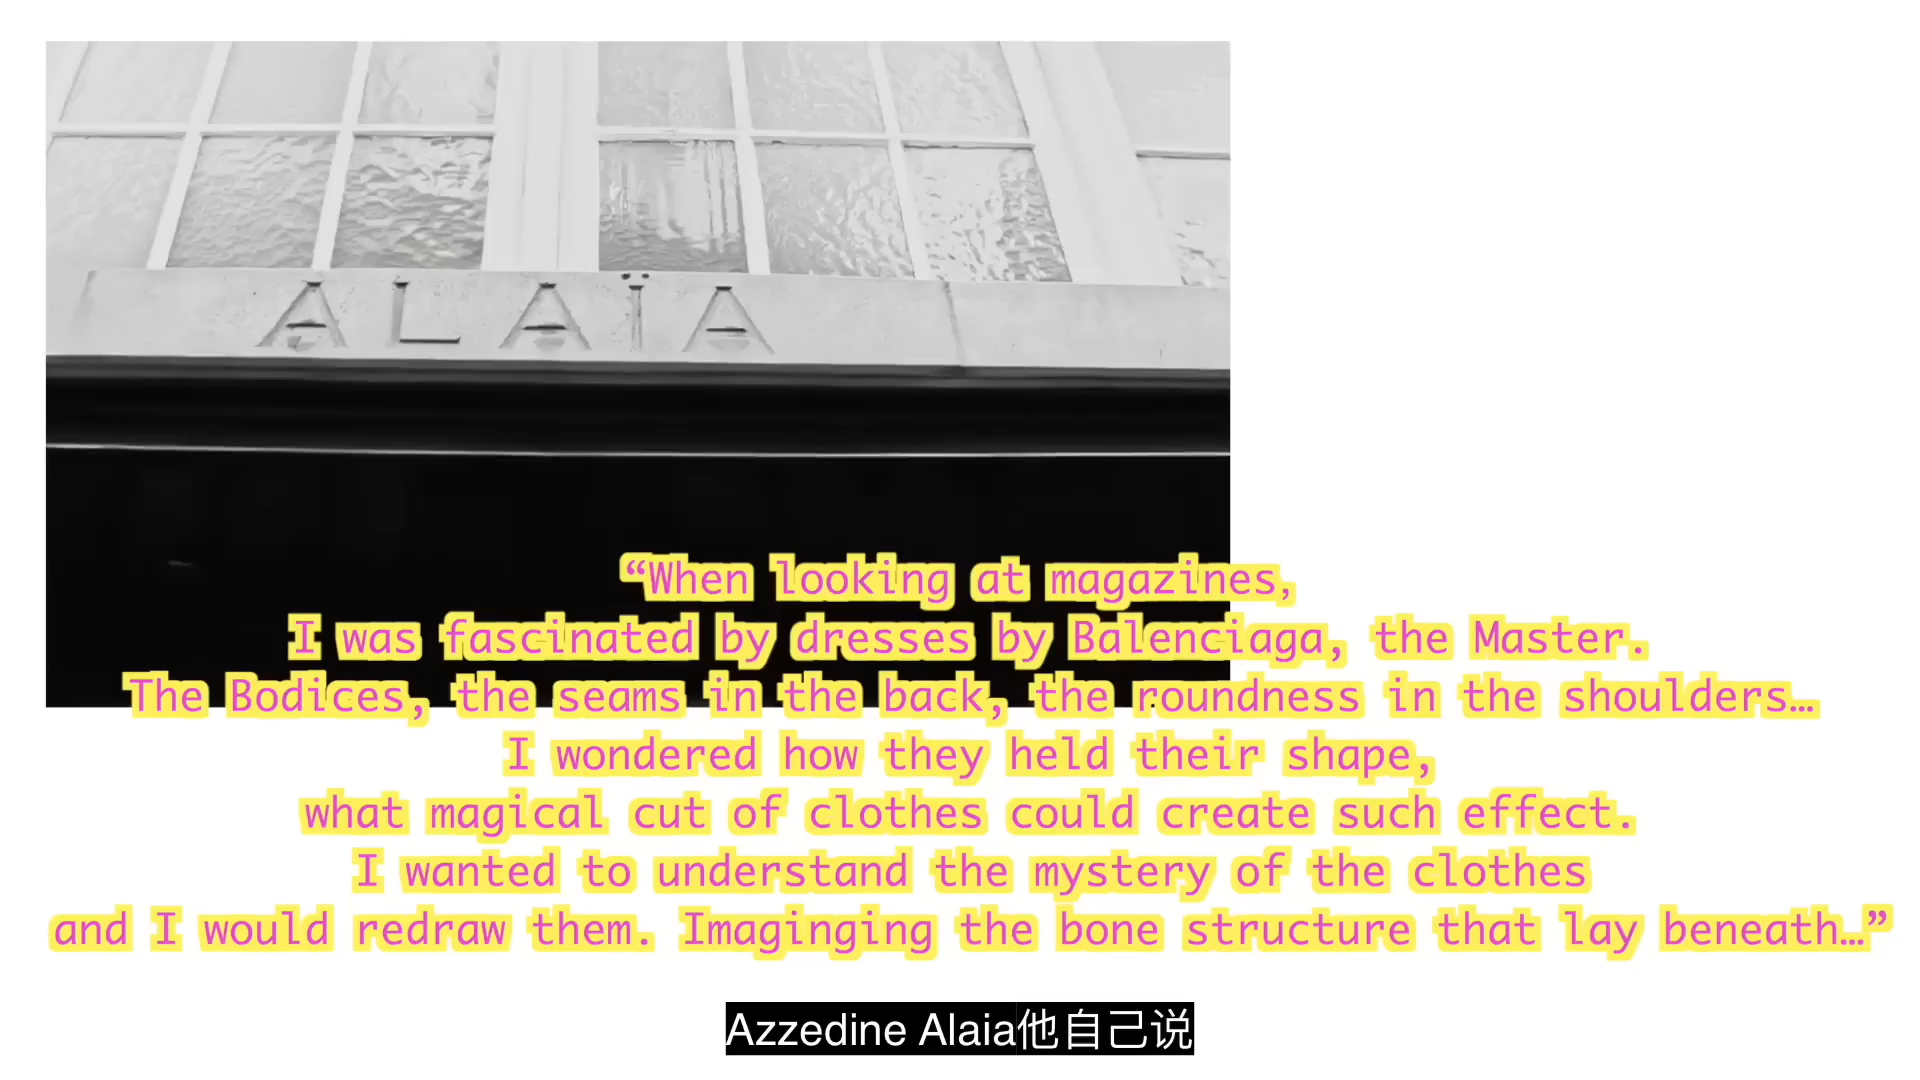 ALAÏA
“When looking at magazines,
I was fascinated by dresses by Balenciaga, the Master.
The Bodices, the seams in the back, the roundness in the shoulders…
I wondered how they held their shape,
what magical cut of clothes could create such effect.
I wanted to understand the mystery of the clothes
and I would redraw them. Imaginging the bone structure that lay beneath…”
Azzedine Alaia他自己说